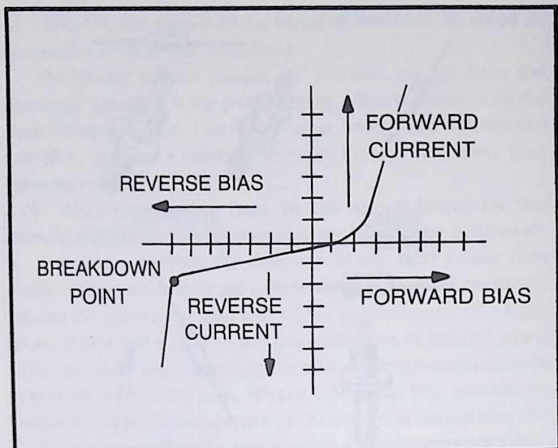 FORWARD
CURRENT
REVERSE BIAS
BREAKDOWN
POINT
REVERSE
CURRENT
FORWARD BIAS